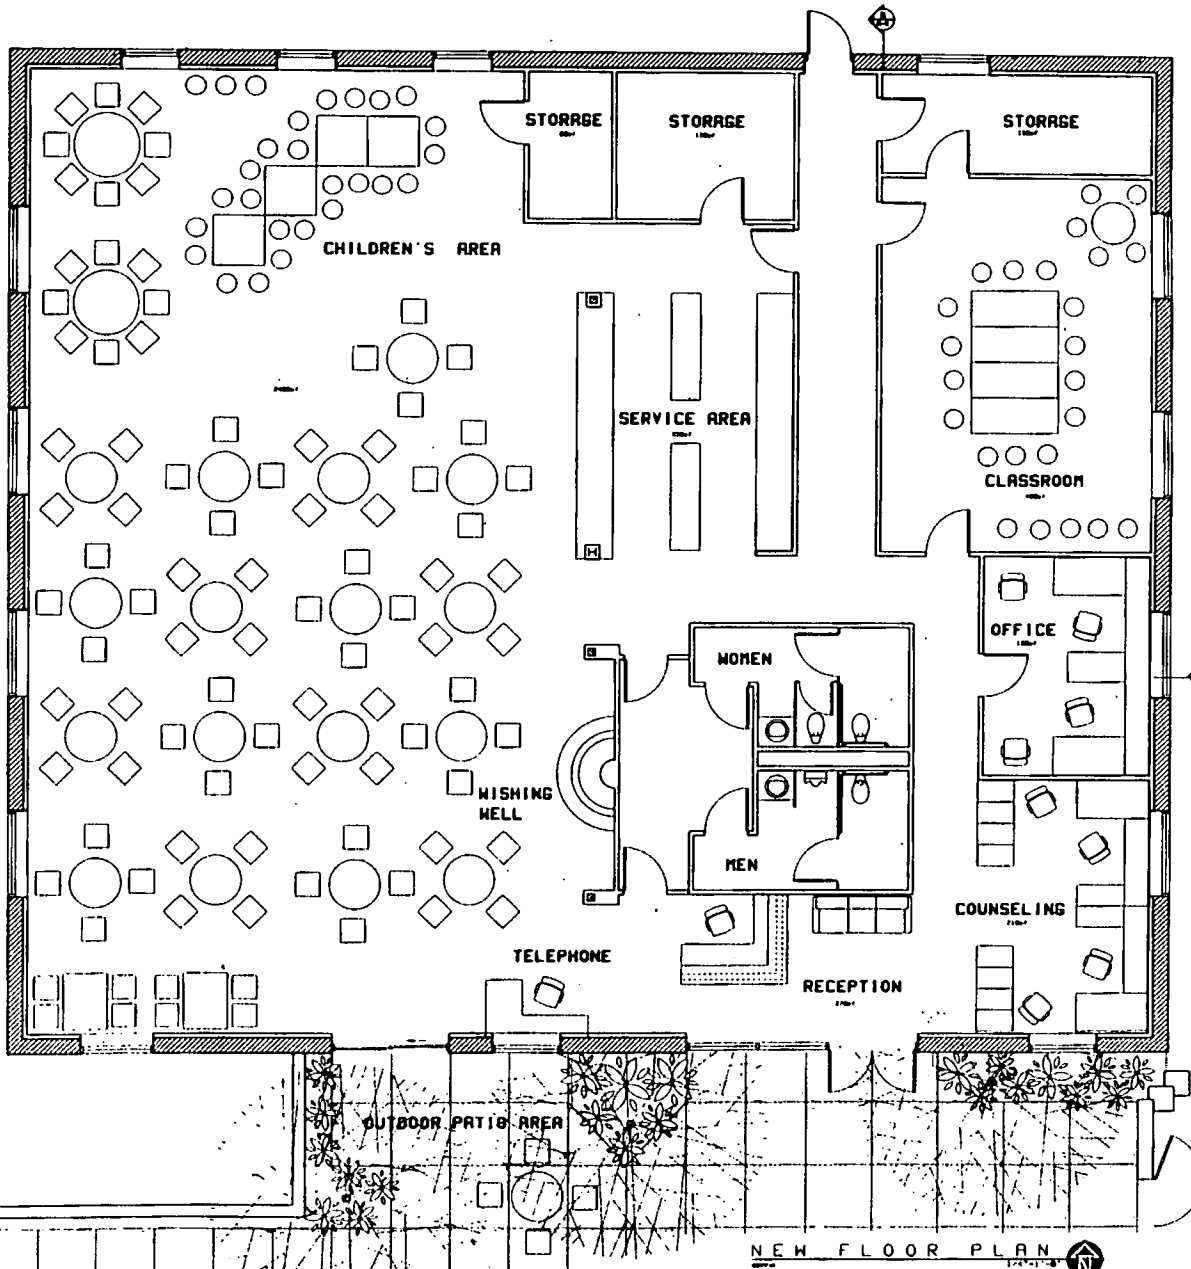 A
STORAGE
STORAGE
STORAGE
CHILDREN'S AREA
SERVICE AREA
CLASSROOM
OFFICE
WOMEN
WISHING
WELL
MEN
COUNSELING
TELEPHONE
RECEPTION
OUTDOOR PATIO AREA
NEW FLOOR PLAN
N